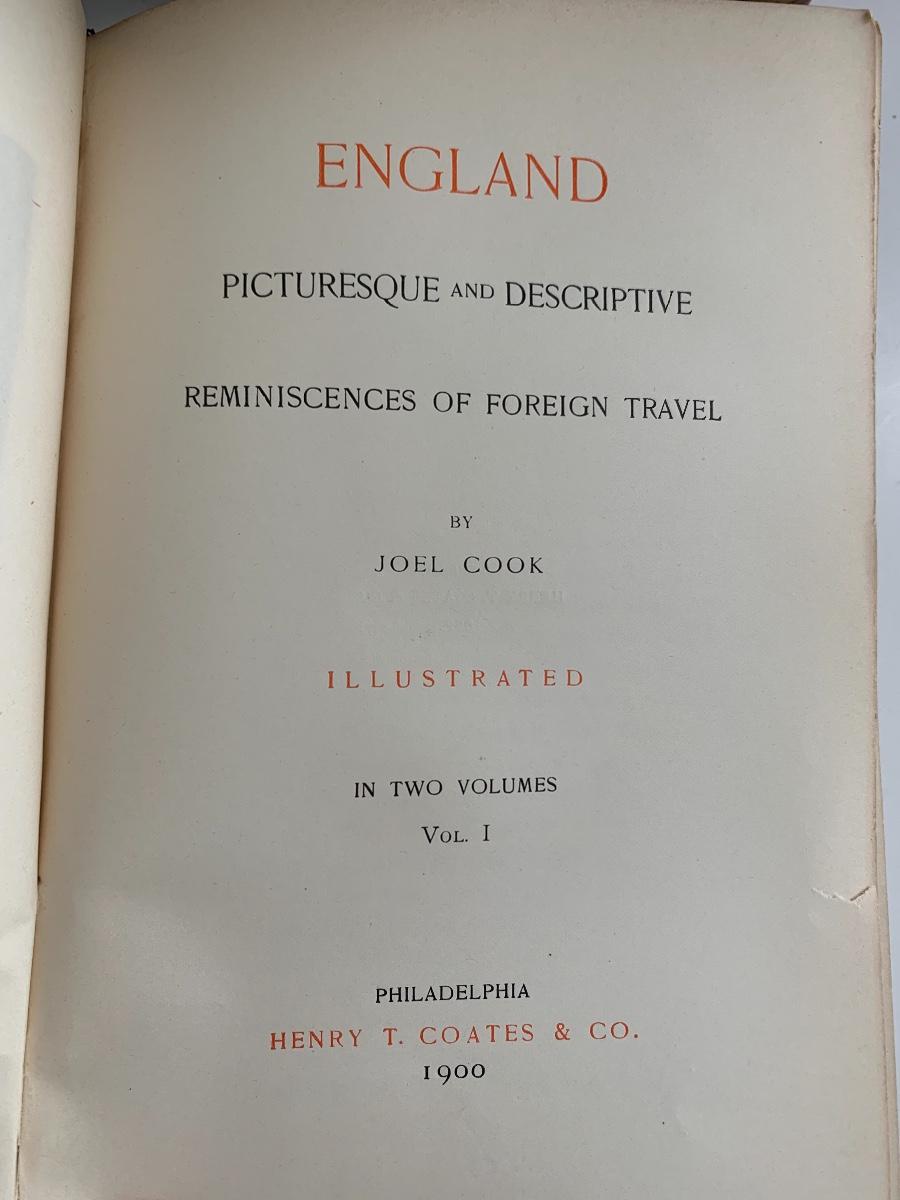 ENGLAND
PICTURESQUE AND DESCRIPTIVE
REMINISCENCES OF FOREIGN TRAVEL
BY
JOEL COOK
ILLUSTRATED
IN TWO VOLUMES
VOL. I
PHILADELPHIA
HENRY T. COATES & CO.
1900